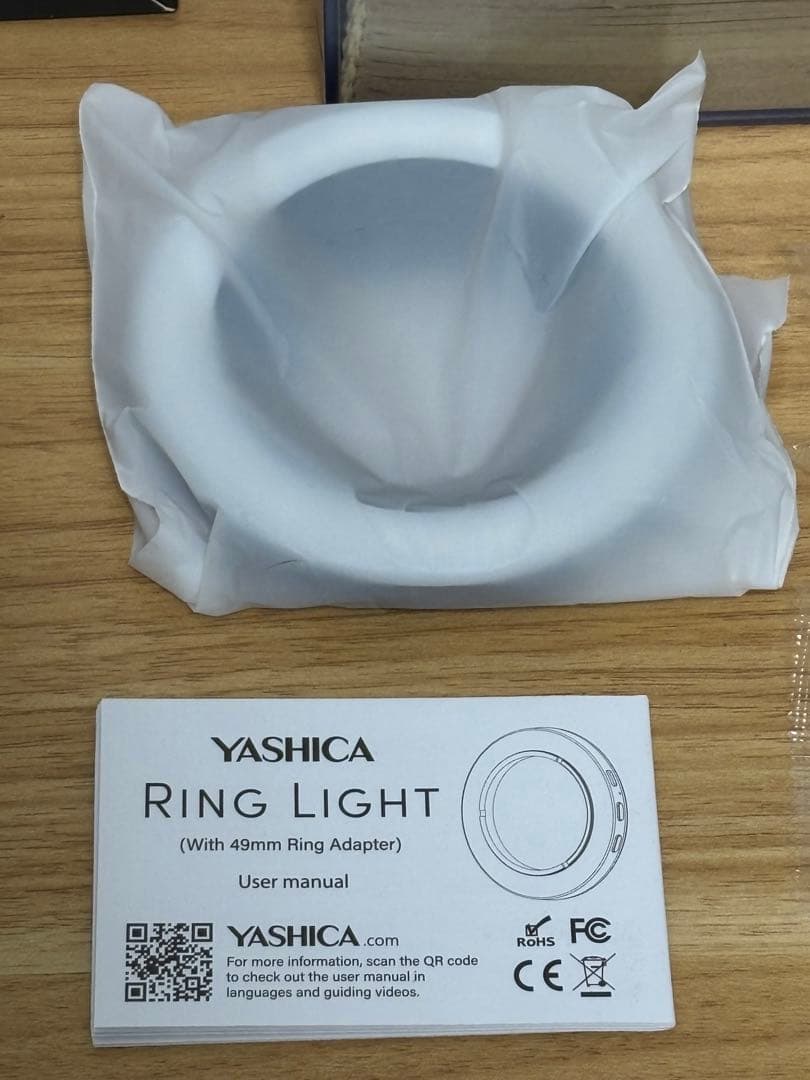 YASHICA
RING LIGHT
(With 49mm Ring Adapter)
User manual
YASHICA.com
For more information, scan the QR code
to check out the user manual in
languages and guiding videos.
RoHS
FC
CE